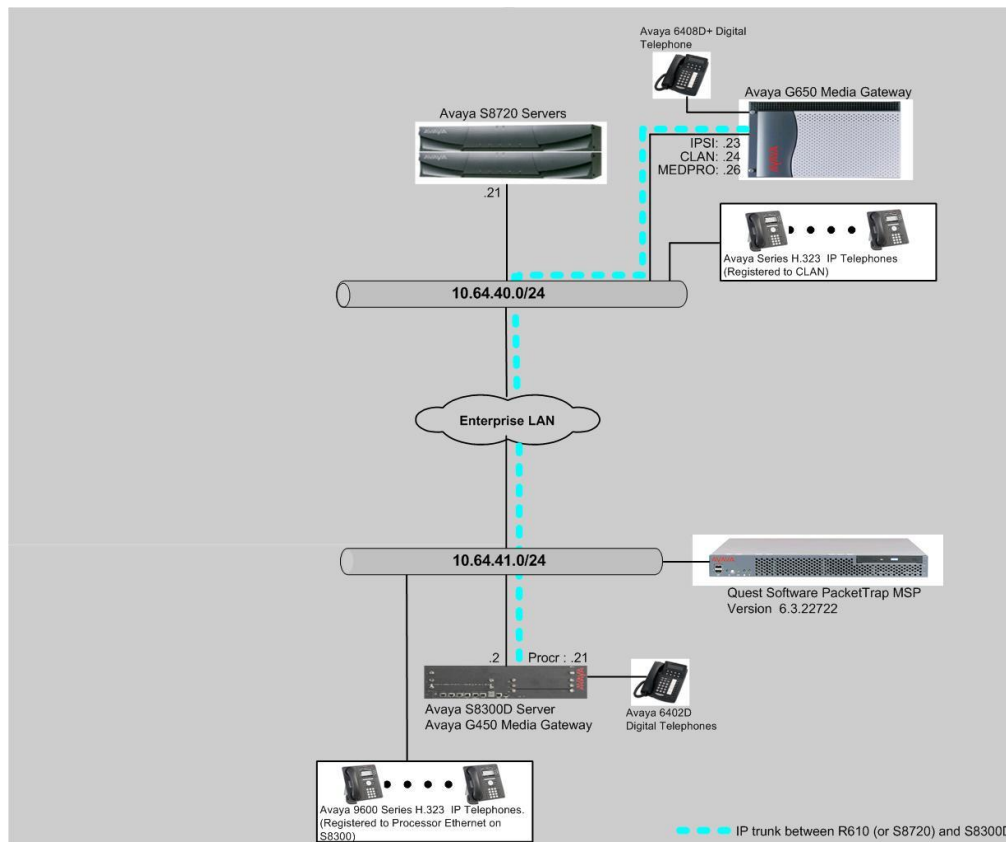 Avaya 6408D+ Digital
Telephone
Avaya G650 Media Gateway
Avaya S8720 Servers
IPSI: .23
CLAN: .24
MEDPRO: .26
.21
Avaya Series H.323 IP Telephones
(Registered to CLAN)
10.64.40.0/24
Enterprise LAN
10.64.41.0/24
Quest Software PacketTrap MSP
Version 6.3.22722
.2
Procr : .21
Avaya S8300D Server
Avaya G450 Media Gateway
Avaya 6402D
Digital Telephones
Avaya 9600 Series H.323 IP Telephones.
(Registered to Processor Ethernet on
S8300)
IP trunk between R610 (or S8720) and S8300D